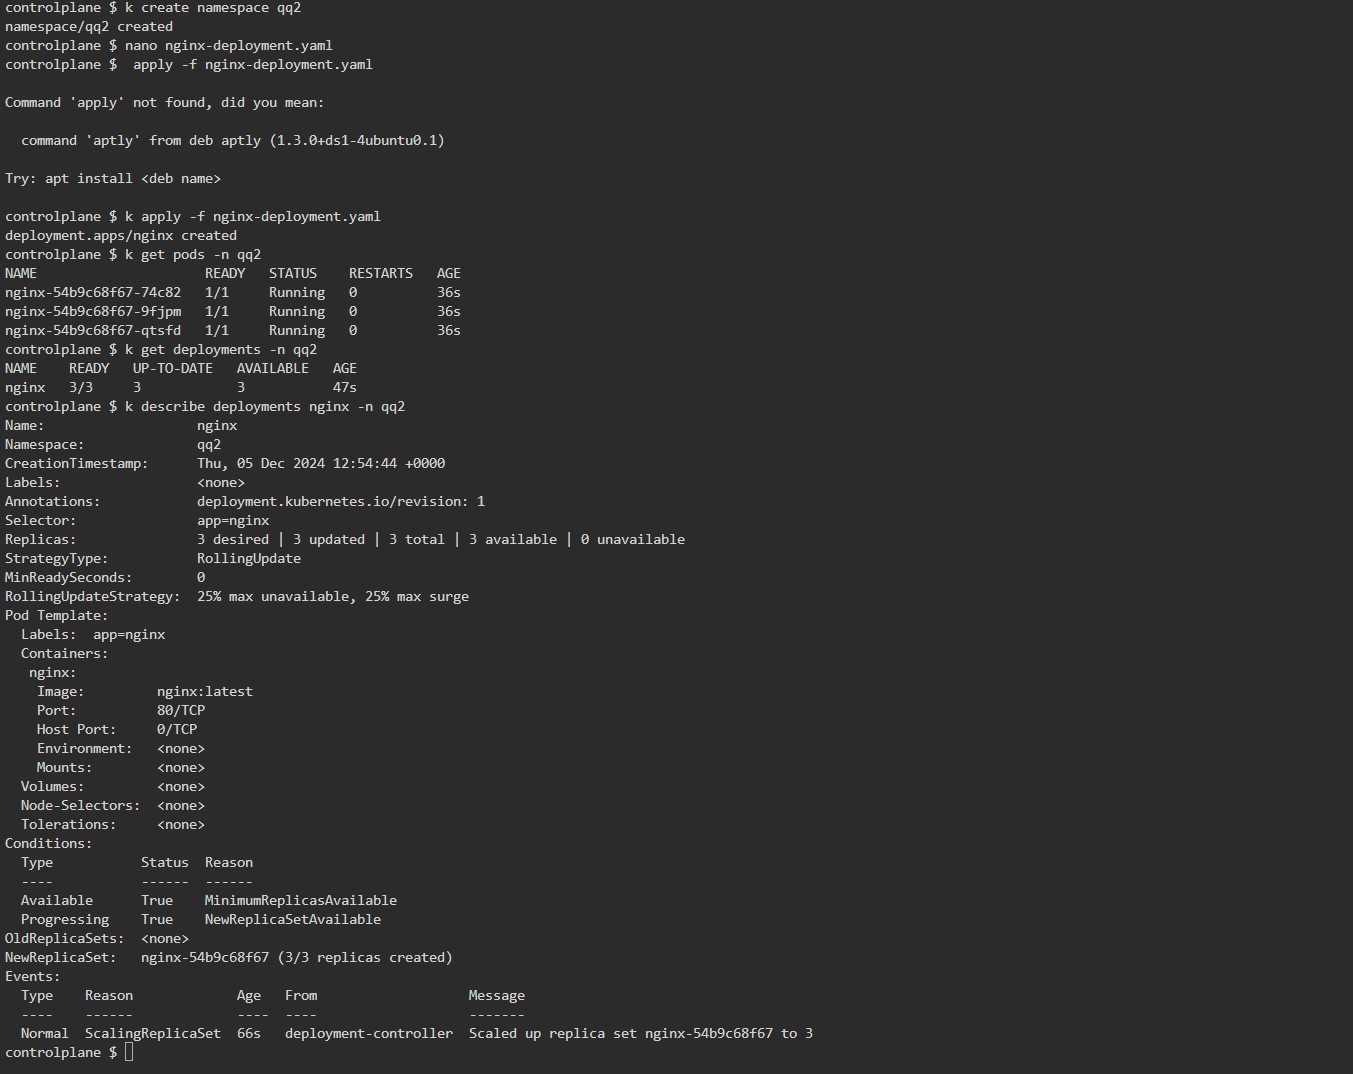 controlplane $ k create namespace qq2
namespace/qq2 created
controlplane $ nano nginx-deployment.yaml
controlplane $  apply -f nginx-deployment.yaml

Command 'apply' not found, did you mean:

  command 'aptly' from deb aptly (1.3.0+ds1-4ubuntu0.1)

Try: apt install <deb name>

controlplane $ k apply -f nginx-deployment.yaml
deployment.apps/nginx created
controlplane $ k get pods -n qq2
NAME                     READY   STATUS    RESTARTS   AGE
nginx-54b9c68f67-74c82   1/1     Running   0          36s
nginx-54b9c68f67-9fjpm   1/1     Running   0          36s
nginx-54b9c68f67-qtsfd   1/1     Running   0          36s
controlplane $ k get deployments -n qq2
NAME    READY   UP-TO-DATE   AVAILABLE   AGE
nginx   3/3     3            3           47s
controlplane $ k describe deployments nginx -n qq2
Name:                   nginx
Namespace:              qq2
CreationTimestamp:      Thu, 05 Dec 2024 12:54:44 +0000
Labels:                 <none>
Annotations:            deployment.kubernetes.io/revision: 1
Selector:               app=nginx
Replicas:               3 desired | 3 updated | 3 total | 3 available | 0 unavailable
StrategyType:           RollingUpdate
MinReadySeconds:        0
RollingUpdateStrategy:  25% max unavailable, 25% max surge
Pod Template:
  Labels:  app=nginx
  Containers:
   nginx:
    Image:         nginx:latest
    Port:          80/TCP
    Host Port:     0/TCP
    Environment:   <none>
    Mounts:        <none>
  Volumes:         <none>
  Node-Selectors:  <none>
  Tolerations:     <none>
Conditions:
  Type           Status  Reason
  ----           ------  ------
  Available      True    MinimumReplicasAvailable
  Progressing    True    NewReplicaSetAvailable
OldReplicaSets:  <none>
NewReplicaSet:   nginx-54b9c68f67 (3/3 replicas created)
Events:
  Type    Reason             Age   From                   Message
  ----    ------             ----  ----                   -------
  Normal  ScalingReplicaSet  66s   deployment-controller  Scaled up replica set nginx-54b9c68f67 to 3
controlplane $